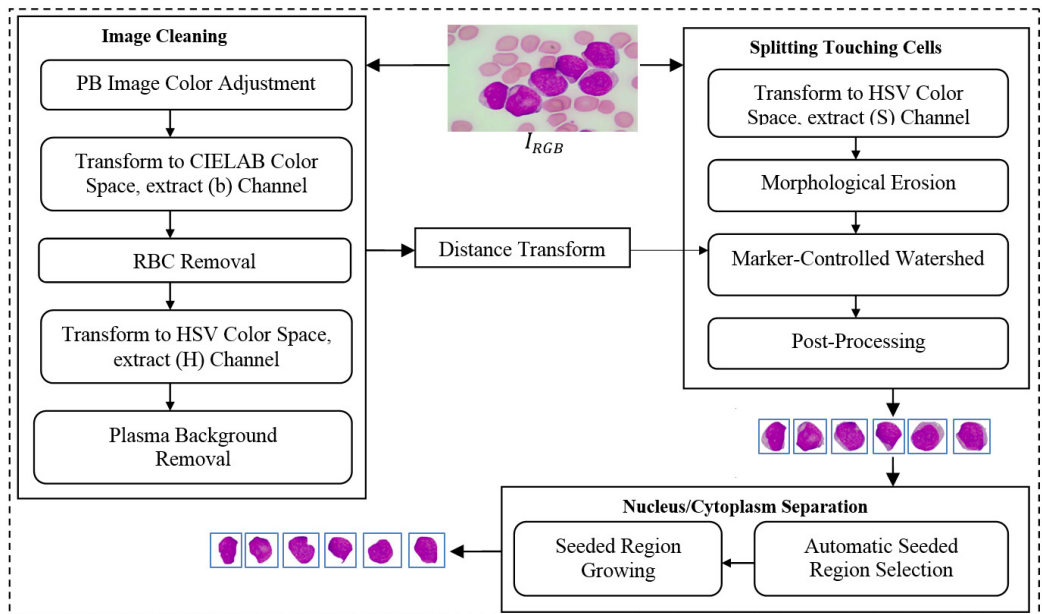 Image Cleaning
PB Image Color Adjustment
Transform to CIELAB Color
Space, extract (b) Channel
RBC Removal
Transform to HSV Color Space,
extract (H) Channel
Plasma Background
Removal
I_RGB
Distance Transform
Splitting Touching Cells
Transform to HSV Color
Space, extract (S) Channel
Morphological Erosion
Marker-Controlled Watershed
Post-Processing
Nucleus/Cytoplasm Separation
Seeded Region
Growing
Automatic Seeded
Region Selection